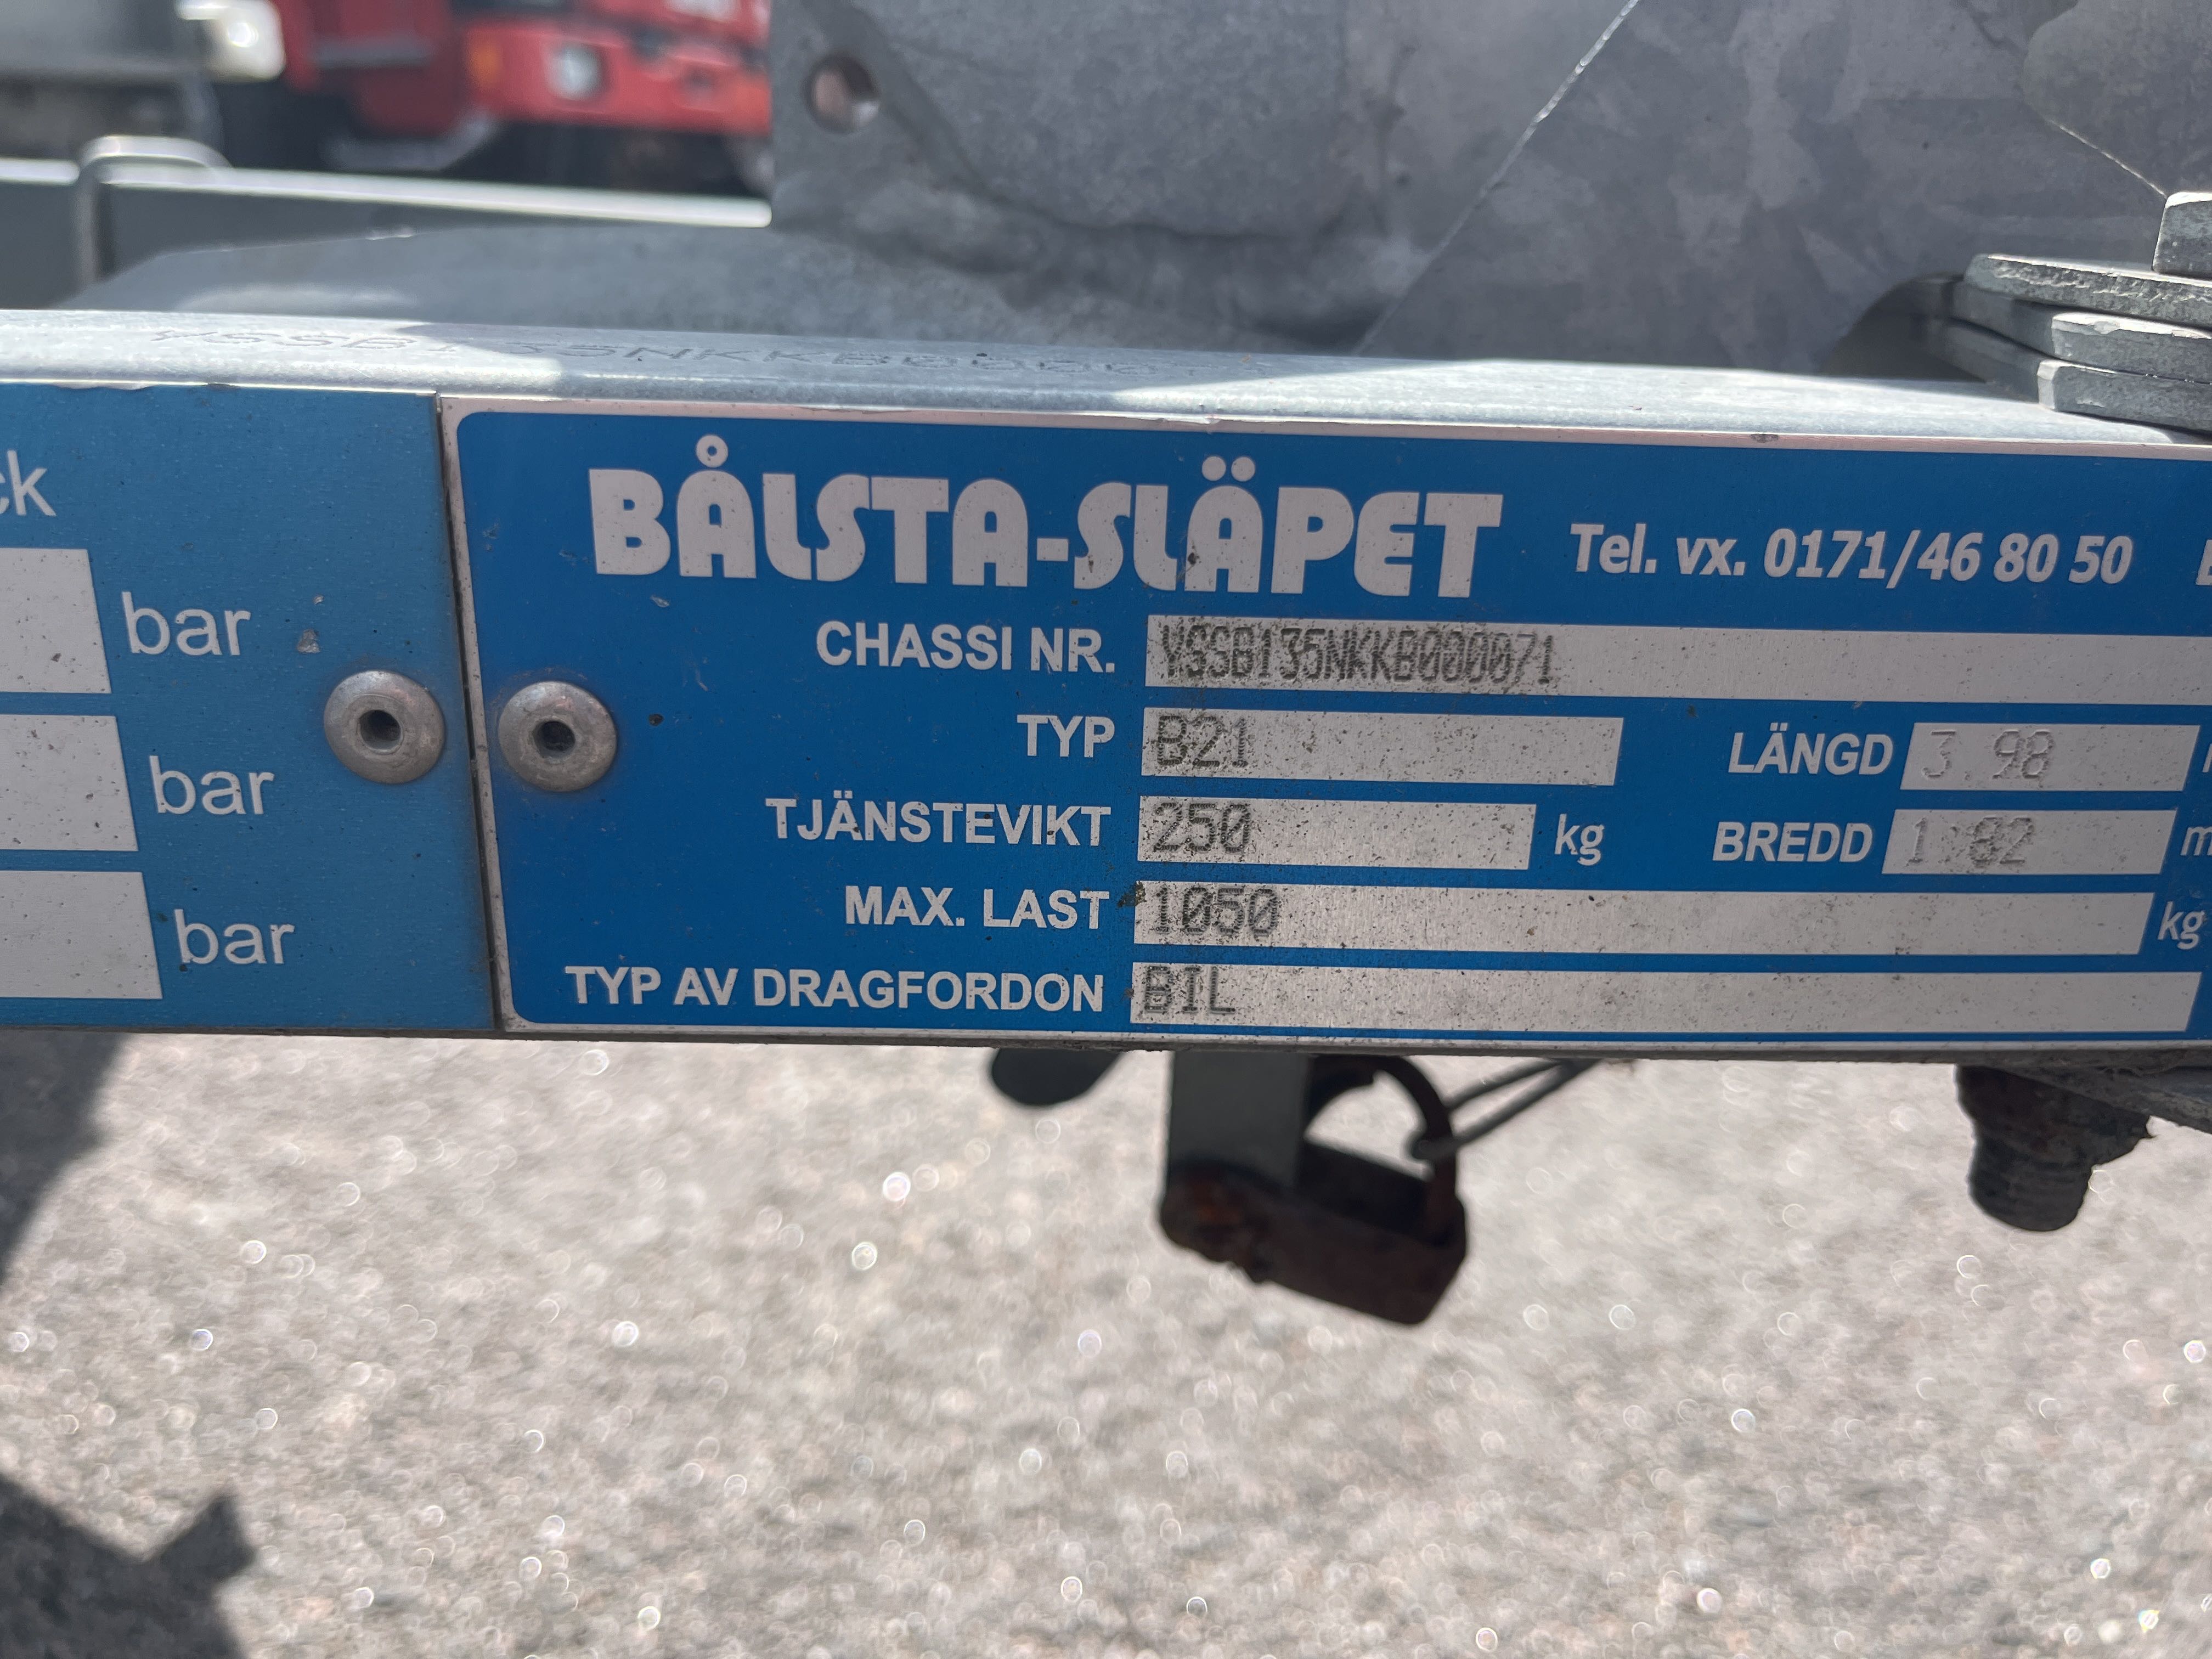 YSSB135NKKB0000
ck
bar
bar
bar
BÅLSTA-SLÄPET Tel. vx. 0171/46 80 50
CHASSI NR. YSSB135NKKB000071
TYP B21 LÄNGD 3.98
TJÄNSTEVIKT 250 kg BREDD 1.82 m
MAX. LAST 1050 kg
TYP AV DRAGFORDON BIL